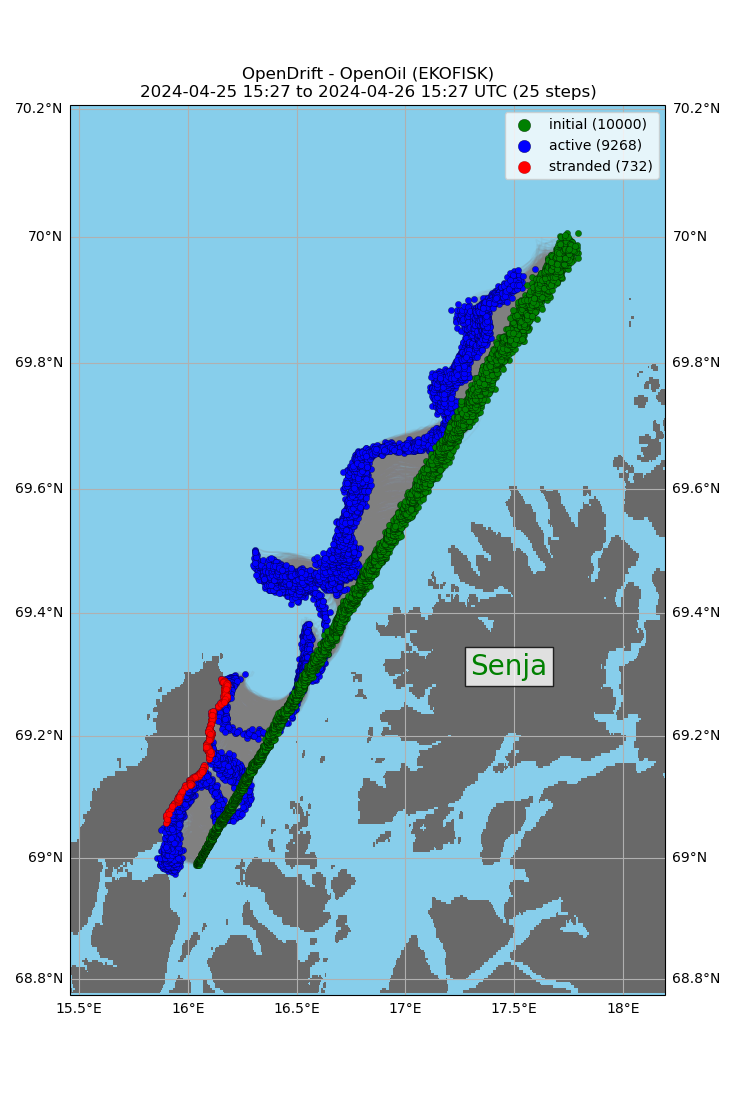 OpenDrift - OpenOil (EKOFISK)
2024-04-25 15:27 to 2024-04-26 15:27 UTC (25 steps)
initial (10000)
active (9268)
stranded (732)
70.2°N 70.2°N
70°N 70°N
69.8°N 69.8°N
69.6°N 69.6°N
69.4°N 69.4°N
Senja
69.2°N 69.2°N
69°N 69°N
68.8°N 68.8°N
15.5°E 16°E 16.5°E 17°E 17.5°E 18°E